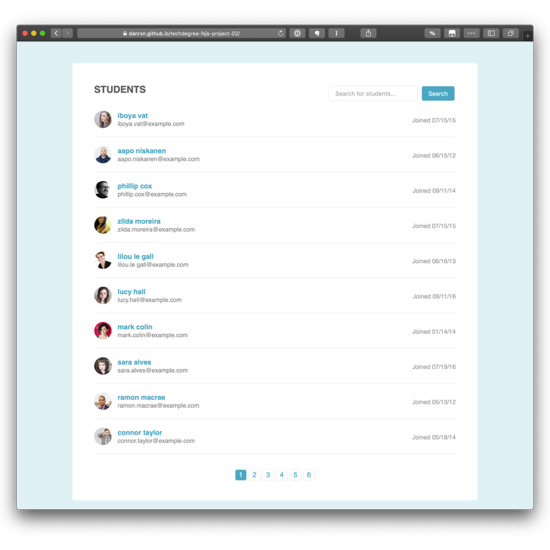 danrxn.github.io/techdegree-fsjs-project-02/
STUDENTS
Search for students...
Search
iboya vat
iboya.vat@example.com
Joined 07/15/15
aapo niskanen
aapo.niskanen@example.com
Joined 06/15/12
phillip cox
phillip.cox@example.com
Joined 09/11/14
zilda moreira
zilda.moreira@example.com
Joined 07/15/15
lilou le gall
lilou.le gall@example.com
Joined 06/16/13
lucy hall
lucy.hall@example.com
Joined 09/11/16
mark colin
mark.colin@example.com
Joined 01/14/14
sara alves
sara.alves@example.com
Joined 07/19/16
ramon macrae
ramon.macrae@example.com
Joined 05/13/12
connor taylor
connor.taylor@example.com
Joined 05/18/14
1 2 3 4 5 6